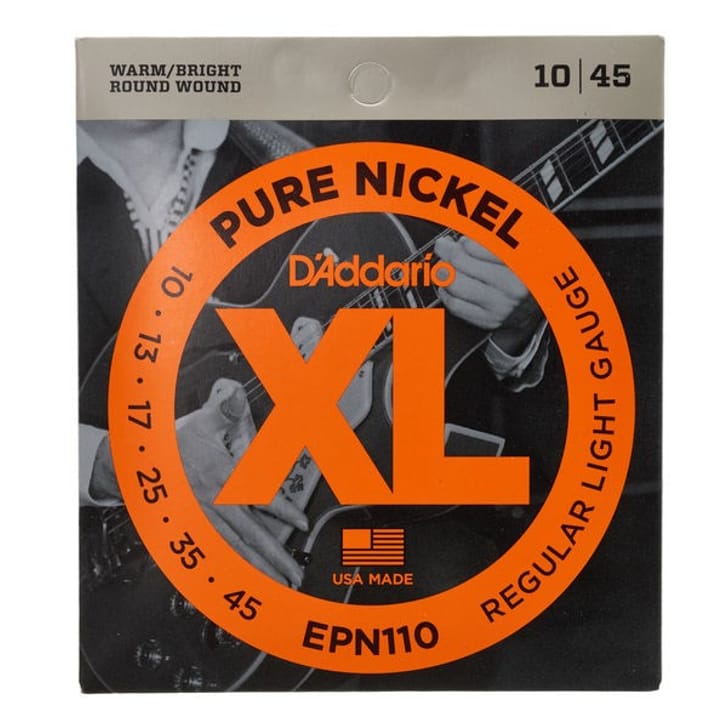 WARM/BRIGHT
ROUND WOUND
10|45
PURE NICKEL
D'Addario
XL
10 • 13 • 17 • 25 • 35 • 45
REGULAR LIGHT GAUGE
USA MADE
EPN110